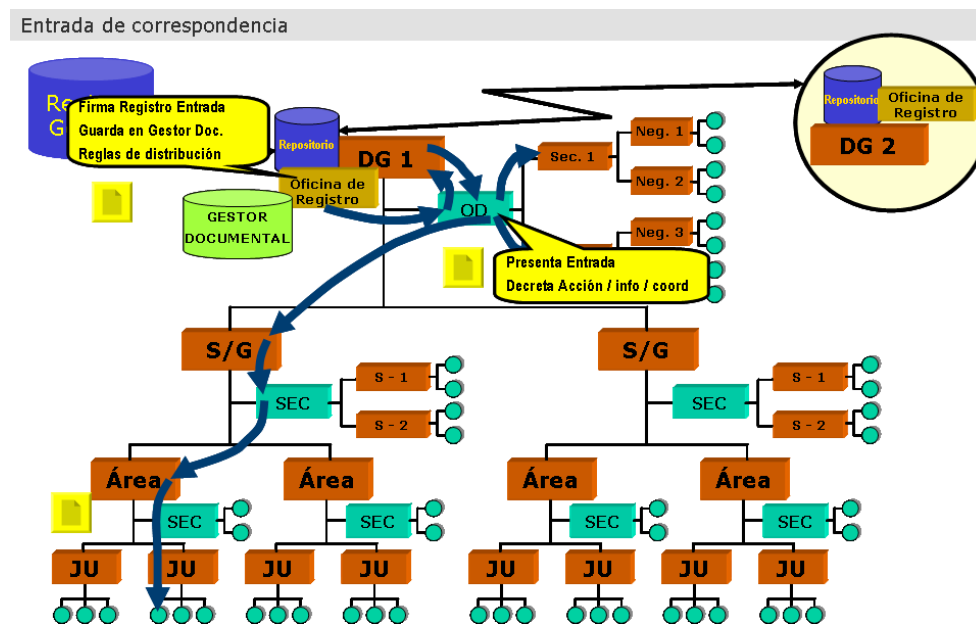 Entrada de correspondencia
Firma Registro Entrada
Guarda en Gestor Doc.
Reglas de distribución
Repositorio
DG 1
Oficina de
Registro
GESTOR
DOCUMENTAL
OD
Sec. 1
Neg. 1
Neg. 2
Neg. 3
Repositorio
Oficina de
Registro
DG 2
Presenta Entrada
Decreta Acción / info / coord
S/G
S/G
SEC
S - 1
S - 2
SEC
S - 1
S - 2
Área
Área
Área
Área
SEC
SEC
SEC
SEC
JU
JU
JU
JU
JU
JU
JU
JU